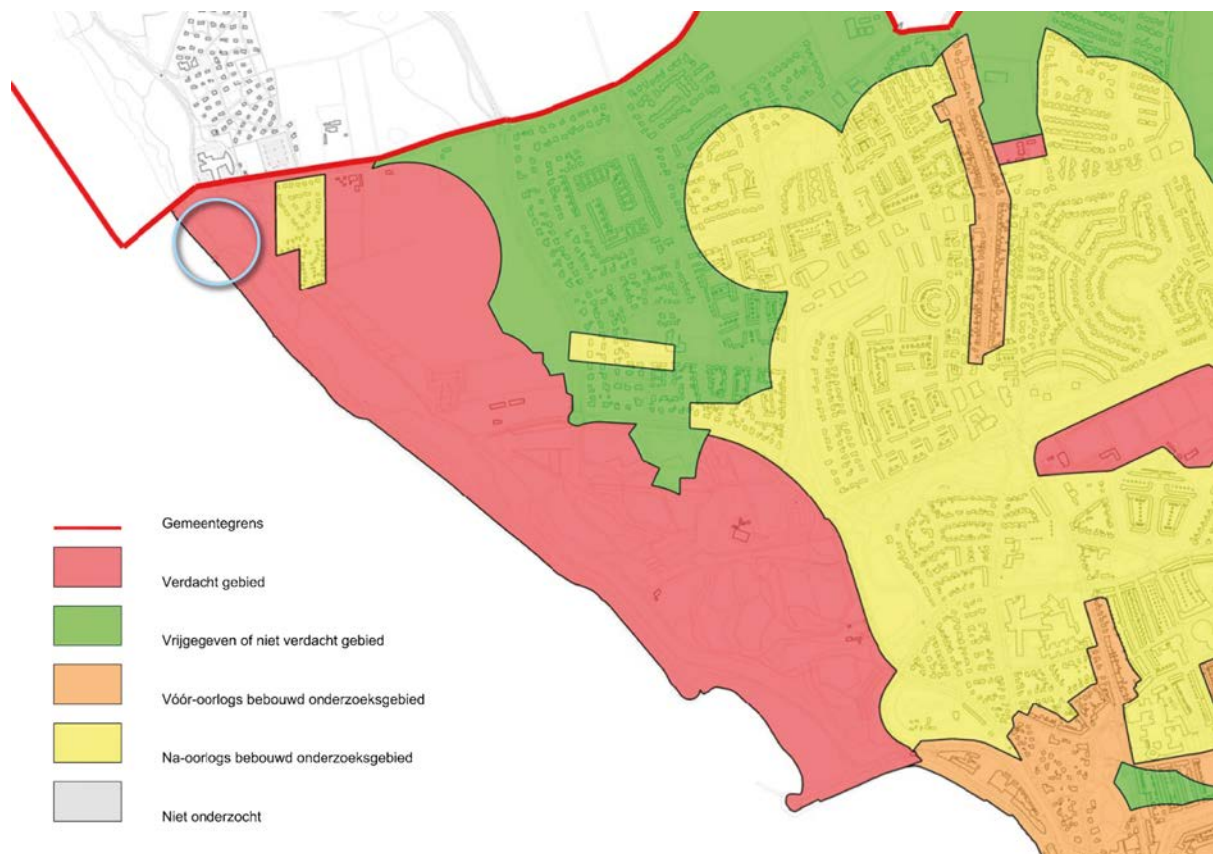 Gemeentegrens
Verdacht gebied
Vrijgegeven of niet verdacht gebied
Vóór-oorlogs bebouwd onderzoeksgebied
Na-oorlogs bebouwd onderzoeksgebied
Niet onderzocht